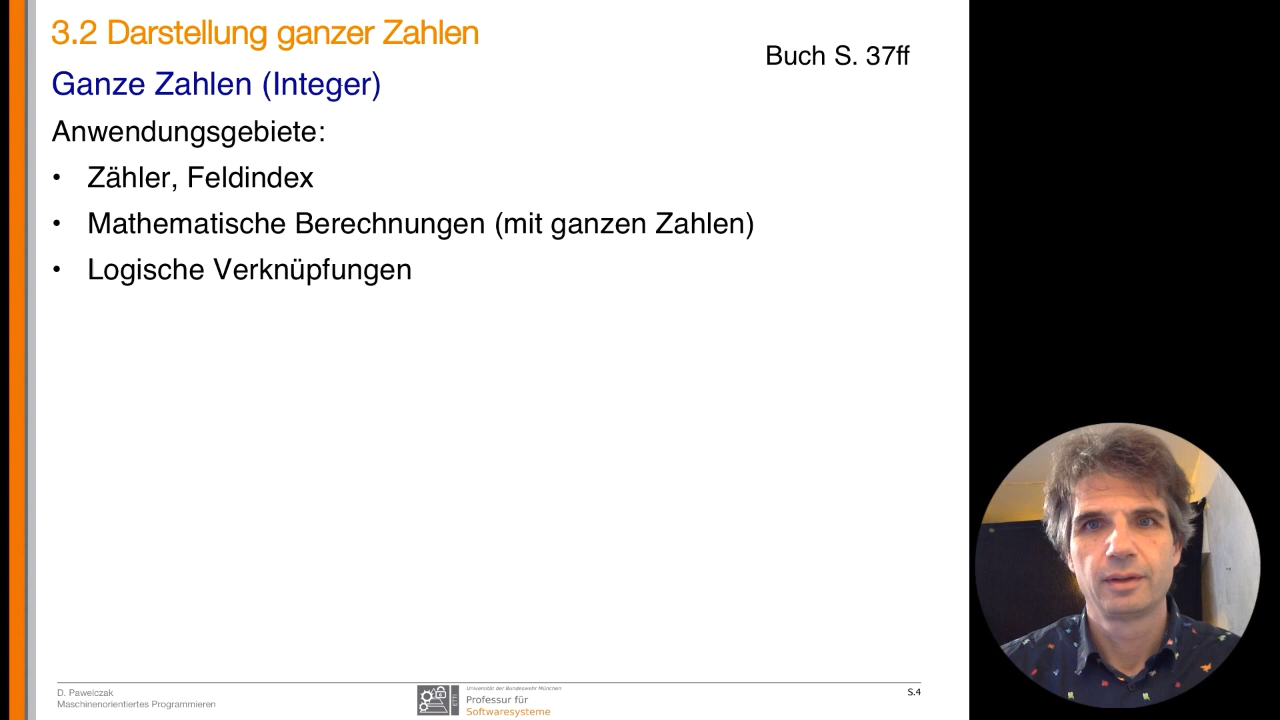 3.2 Darstellung ganzer Zahlen
Buch S. 37ff
Ganze Zahlen (Integer)
Anwendungsgebiete:
• Zähler, Feldindex
• Mathematische Berechnungen (mit ganzen Zahlen)
• Logische Verknüpfungen
D. Pawelczak
Maschinenorientiertes Programmieren
ETTI
Universität der Bundeswehr München
Professur für
Softwaresysteme
S.4